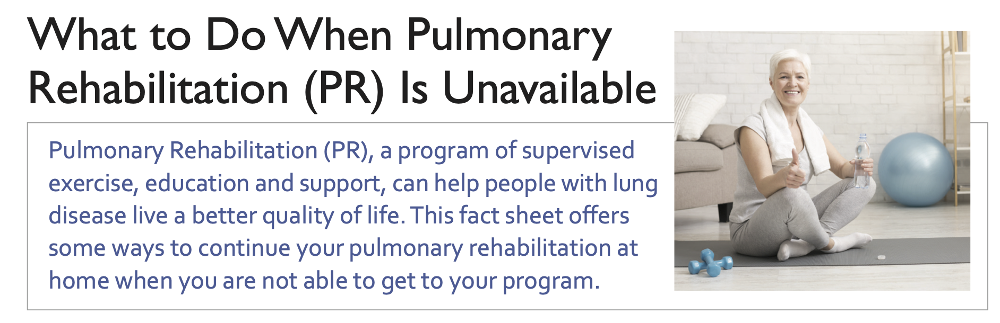 What to Do When Pulmonary
Rehabilitation (PR) Is Unavailable
Pulmonary Rehabilitation (PR), a program of supervised
exercise, education and support, can help people with lung
disease live a better quality of life. This fact sheet offers
some ways to continue your pulmonary rehabilitation at
home when you are not able to get to your program.